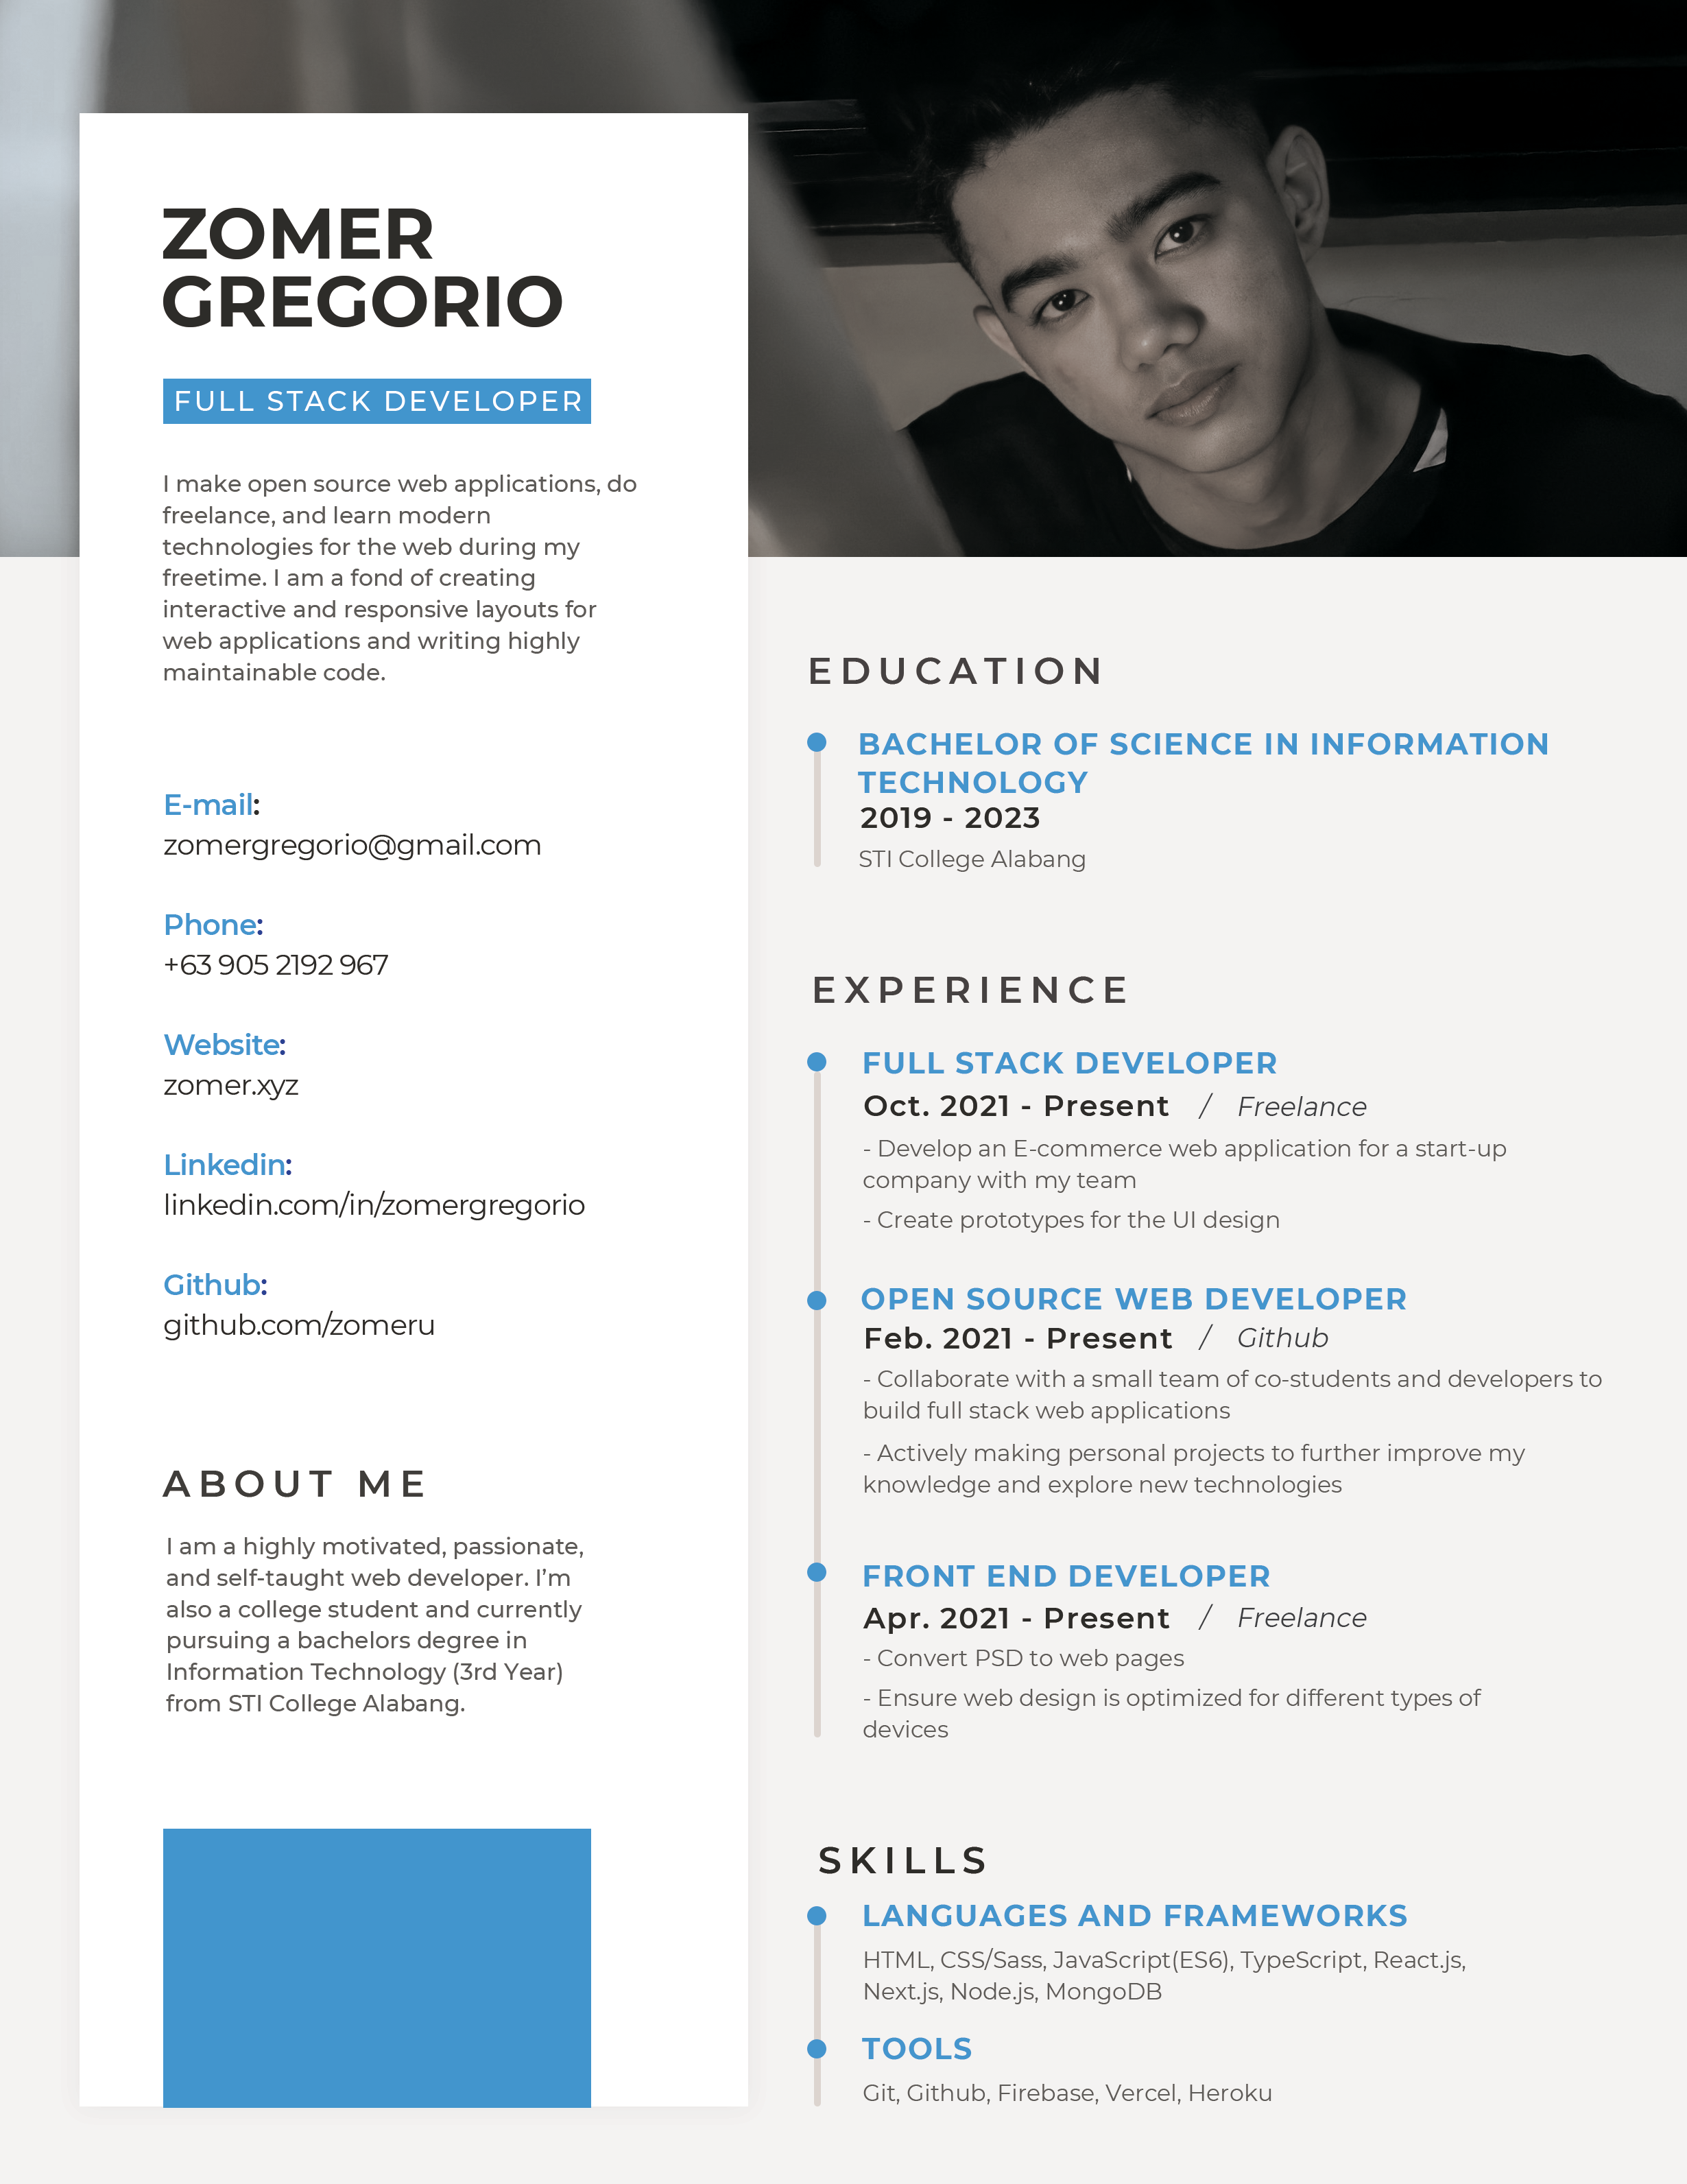 ZOMER
GREGORIO
FULL STACK DEVELOPER
I make open source web applications, do
freelance, and learn modern
technologies for the web during my
freetime. I am a fond of creating
interactive and responsive layouts for
web applications and writing highly
maintainable code.
E-mail:
zomergregorio@gmail.com
Phone:
+63 905 2192 967
Website:
zomer.xyz
Linkedin:
linkedin.com/in/zomergregorio
Github:
github.com/zomeru
ABOUT ME
I am a highly motivated, passionate,
and self-taught web developer. I’m
also a college student and currently
pursuing a bachelors degree in
Information Technology (3rd Year)
from STI College Alabang.
EDUCATION
BACHELOR OF SCIENCE IN INFORMATION
TECHNOLOGY
2019 - 2023
STI College Alabang
EXPERIENCE
FULL STACK DEVELOPER
Oct. 2021 - Present / Freelance
- Develop an E-commerce web application for a start-up
company with my team
- Create prototypes for the UI design
OPEN SOURCE WEB DEVELOPER
Feb. 2021 - Present / Github
- Collaborate with a small team of co-students and developers to
build full stack web applications
- Actively making personal projects to further improve my
knowledge and explore new technologies
FRONT END DEVELOPER
Apr. 2021 - Present / Freelance
- Convert PSD to web pages
- Ensure web design is optimized for different types of
devices
SKILLS
LANGUAGES AND FRAMEWORKS
HTML, CSS/Sass, JavaScript(ES6), TypeScript, React.js,
Next.js, Node.js, MongoDB
TOOLS
Git, Github, Firebase, Vercel, Heroku